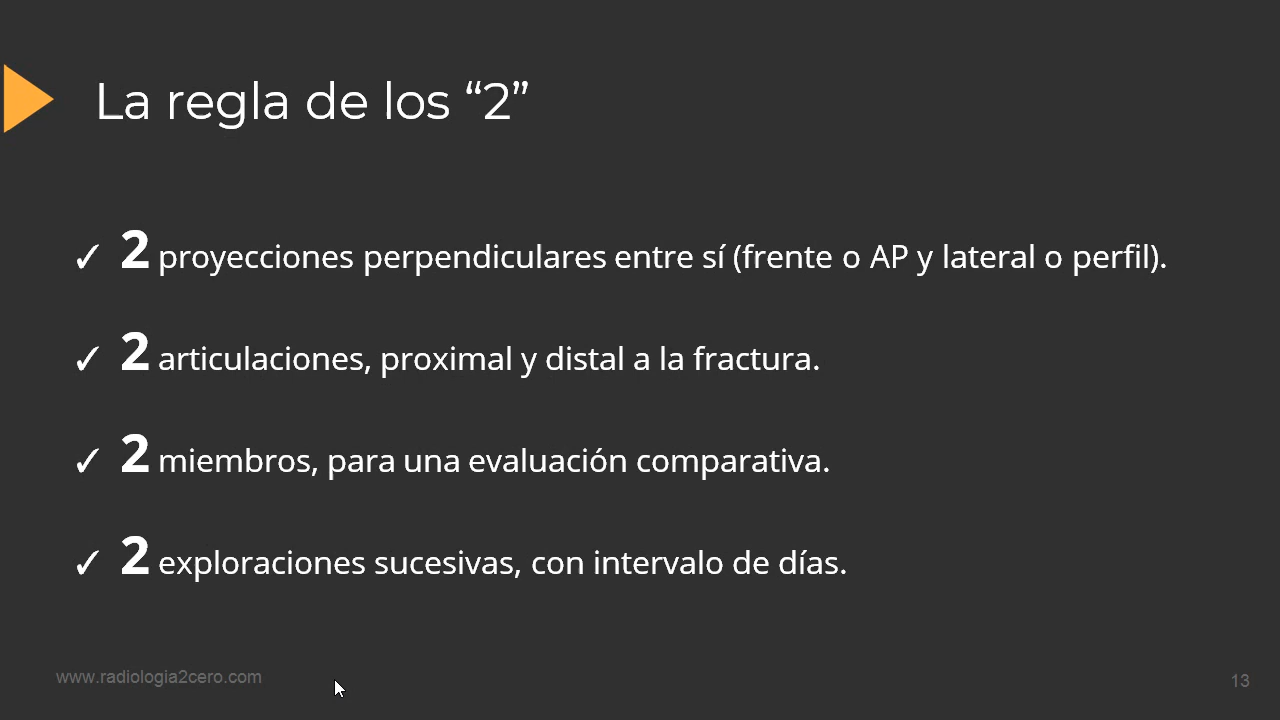 La regla de los “2”
✓ 2 proyecciones perpendiculares entre sí (frente o AP y lateral o perfil).
✓ 2 articulaciones, proximal y distal a la fractura.
✓ 2 miembros, para una evaluación comparativa.
✓ 2 exploraciones sucesivas, con intervalo de días.
www.radiologia2cero.com
13